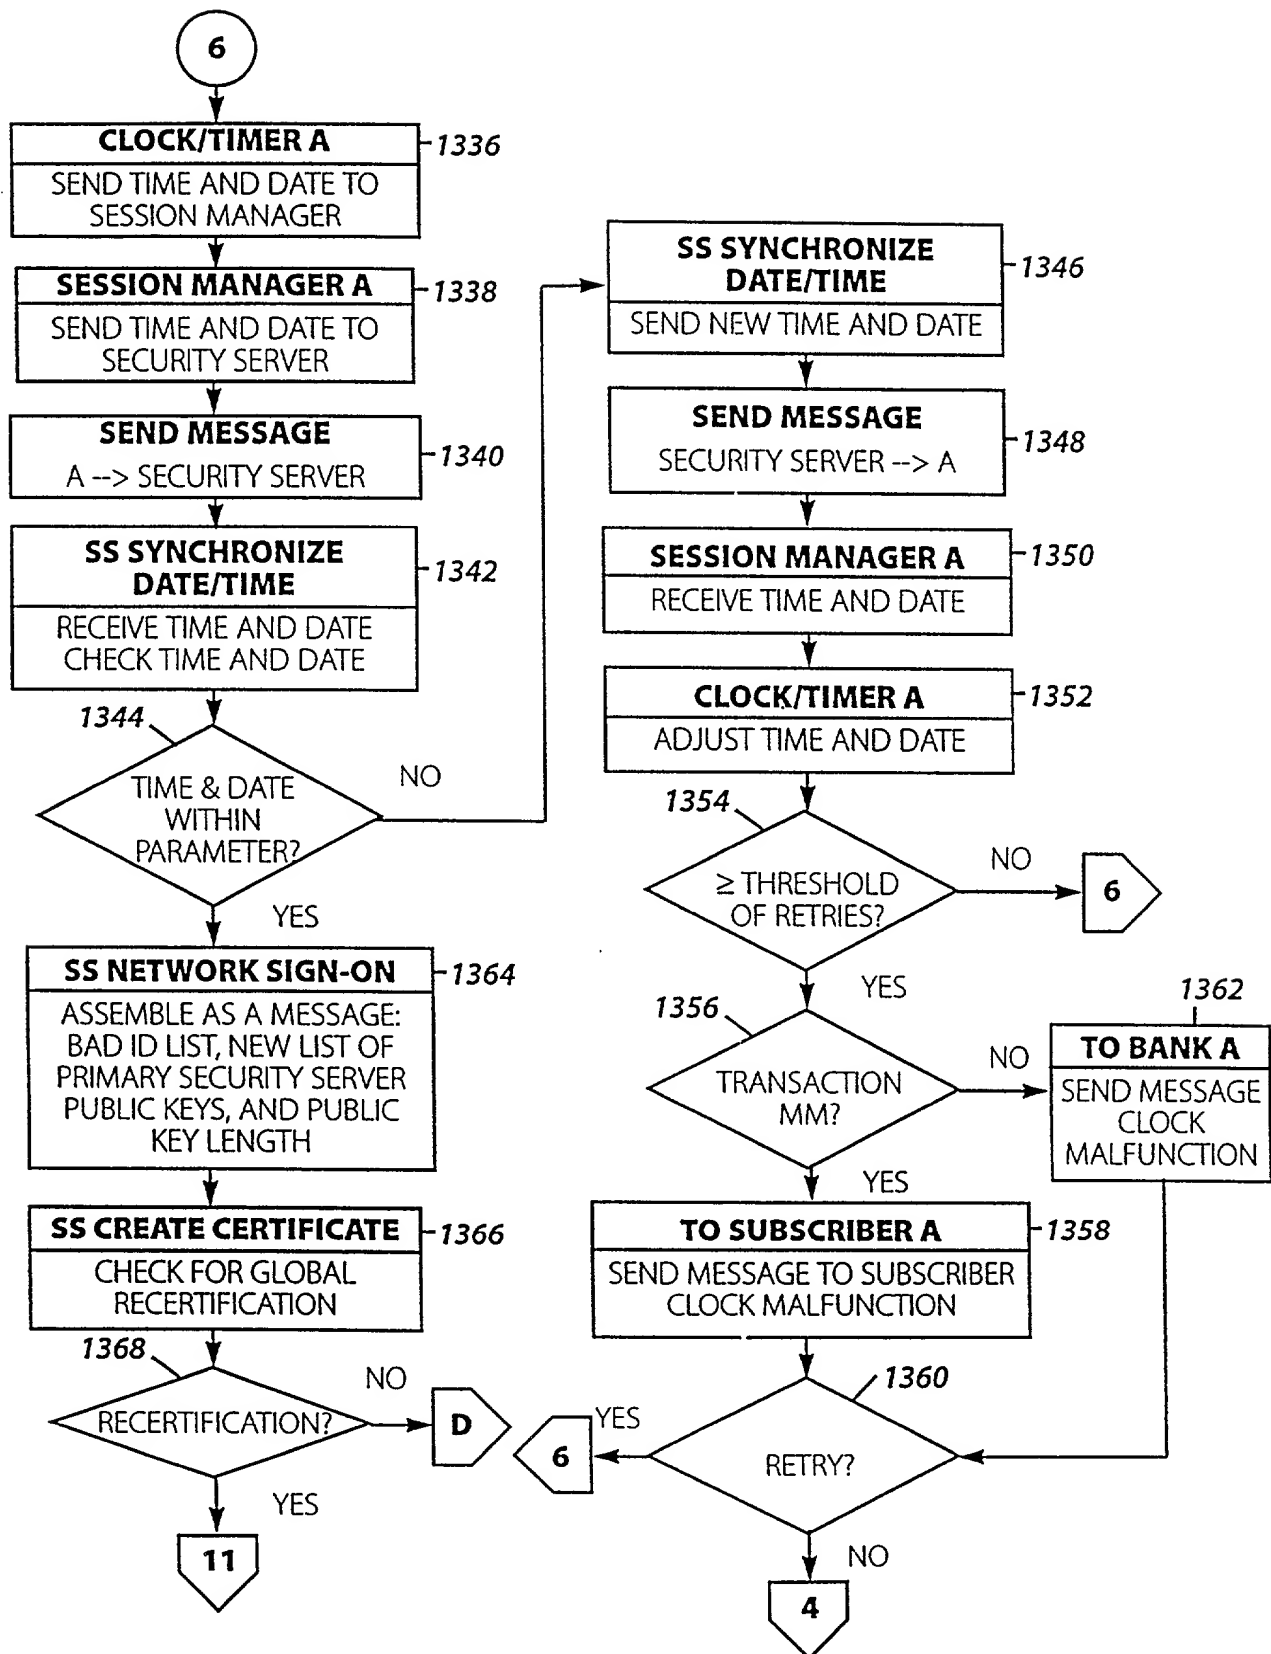 6
CLOCK/TIMER A
1336
SEND TIME AND DATE TO
SESSION MANAGER
SESSION MANAGER A
1338
SEND TIME AND DATE TO
SECURITY SERVER
SEND MESSAGE
1340
A --> SECURITY SERVER
SS SYNCHRONIZE
DATE/TIME
1342
RECEIVE TIME AND DATE
CHECK TIME AND DATE
1344
TIME & DATE
WITHIN
PARAMETER?
NO
YES
SS NETWORK SIGN-ON
1364
ASSEMBLE AS A MESSAGE:
BAD ID LIST, NEW LIST OF
PRIMARY SECURITY SERVER
PUBLIC KEYS, AND PUBLIC
KEY LENGTH
SS CREATE CERTIFICATE
1366
CHECK FOR GLOBAL
RECERTIFICATION
1368
RECERTIFICATION?
NO
D
YES
11
SS SYNCHRONIZE
DATE/TIME
1346
SEND NEW TIME AND DATE
SEND MESSAGE
1348
SECURITY SERVER --> A
SESSION MANAGER A
1350
RECEIVE TIME AND DATE
CLOCK/TIMER A
1352
ADJUST TIME AND DATE
1354
≥ THRESHOLD
OF RETRIES?
NO
6
YES
1356
TRANSACTION
MM?
NO
1362
TO BANK A
SEND MESSAGE
CLOCK
MALFUNCTION
YES
TO SUBSCRIBER A
1358
SEND MESSAGE TO SUBSCRIBER
CLOCK MALFUNCTION
1360
RETRY?
YES
6
NO
4